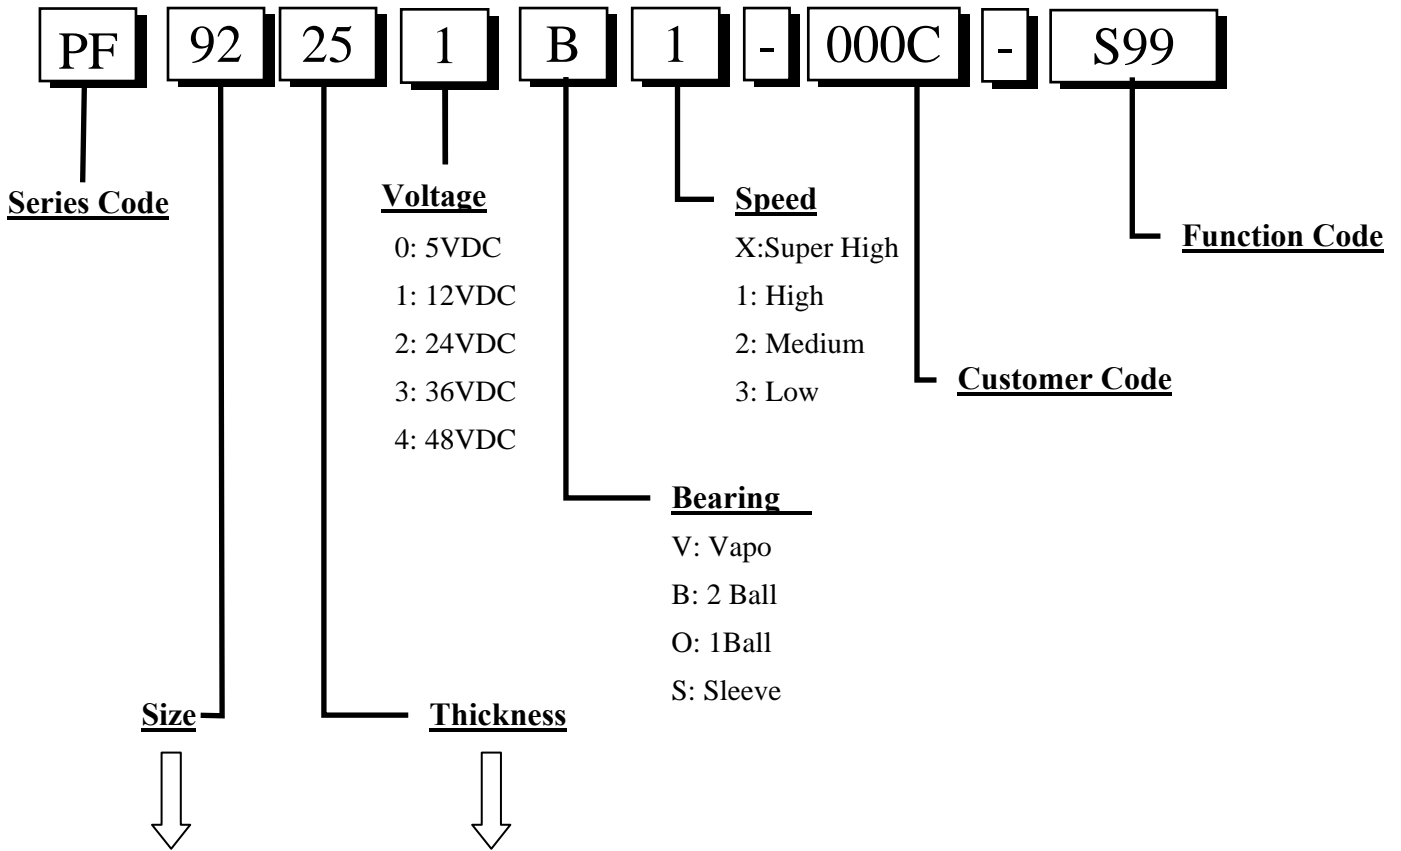 PF 92 25 1 B 1 - 000C - S99
Series Code
Voltage
0: 5VDC
1: 12VDC
2: 24VDC
3: 36VDC
4: 48VDC
Speed
X:Super High
1: High
2: Medium
3: Low
Function Code
Customer Code
Bearing
V: Vapo
B: 2 Ball
O: 1Ball
S: Sleeve
Size
Thickness